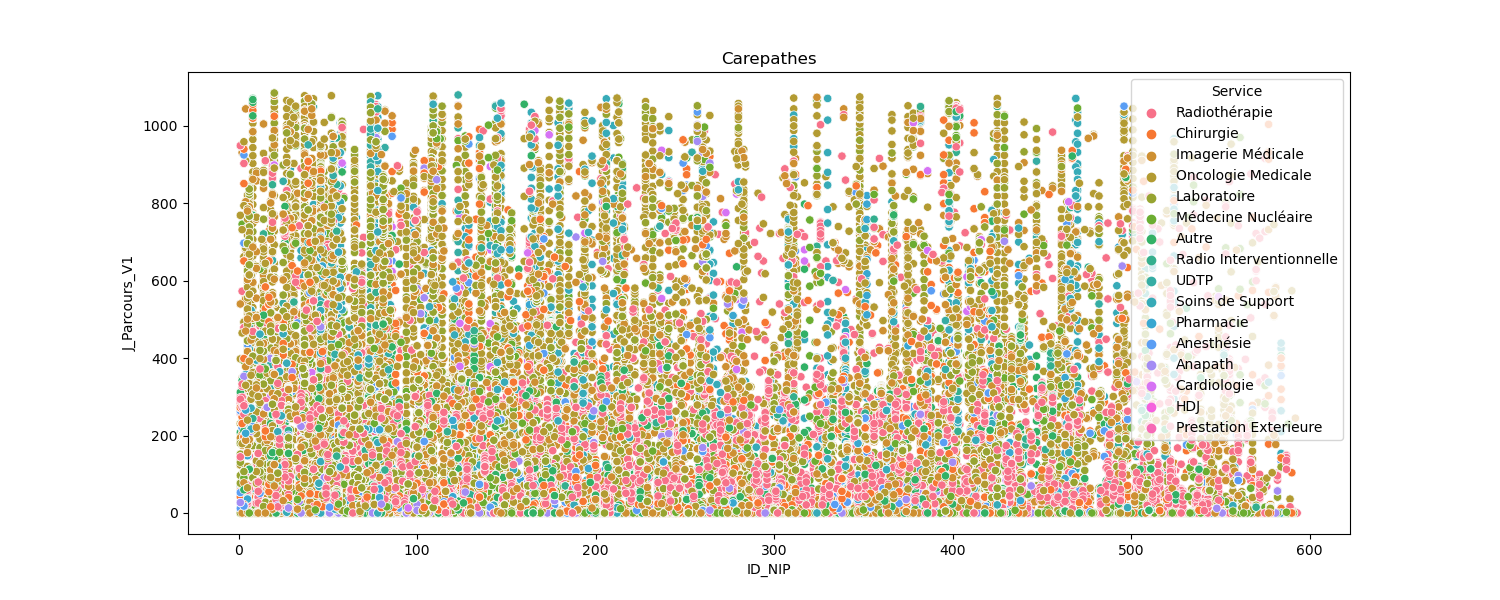 Carepathes
J_Parcours_V1
1000
800
600
400
200
0
0 100 200 300 400 500 600
ID_NIP
Service
Radiothérapie
Chirurgie
Imagerie Médicale
Oncologie Medicale
Laboratoire
Médecine Nucléaire
Autre
Radio Interventionnelle
UDTP
Soins de Support
Pharmacie
Anesthésie
Anapath
Cardiologie
HDJ
Prestation Exterieure